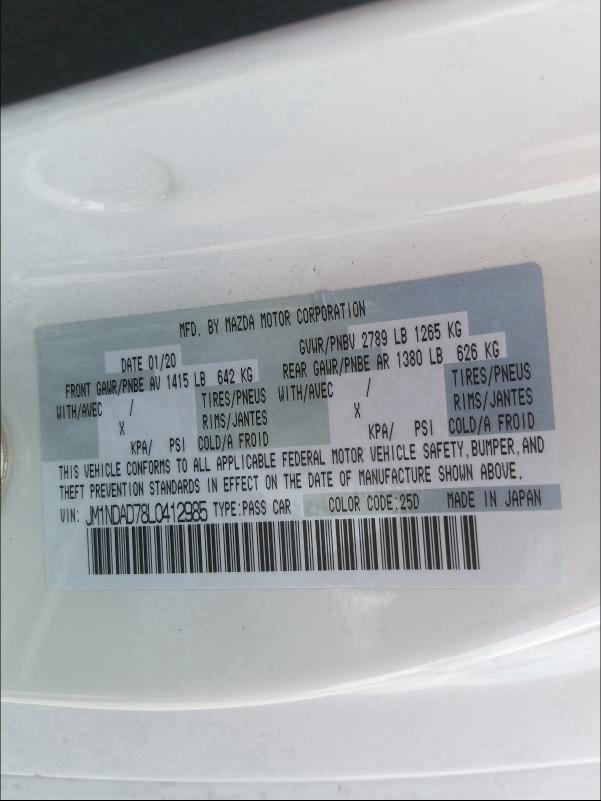 MFD. BY MAZDA MOTOR CORPORATION
DATE 01/20 GVWR/PNBV 2789 LB 1265 KG
FRONT GAWR/PNBE AV 1415 LB 642 KG REAR GAWR/PNBE AR 1380 LB 626 KG
WITH/AVEC / TIRES/PNEUS WITH/AVEC / TIRES/PNEUS
X RIMS/JANTES X RIMS/JANTES
KPA/ PSI COLD/A FROID KPA/ PSI COLD/A FROID
THIS VEHICLE CONFORMS TO ALL APPLICABLE FEDERAL MOTOR VEHICLE SAFETY,BUMPER,AND
THEFT PREVENTION STANDARDS IN EFFECT ON THE DATE OF MANUFACTURE SHOWN ABOVE.
VIN: JM1NDAD78L0412985 TYPE:PASS CAR COLOR CODE:25D MADE IN JAPAN